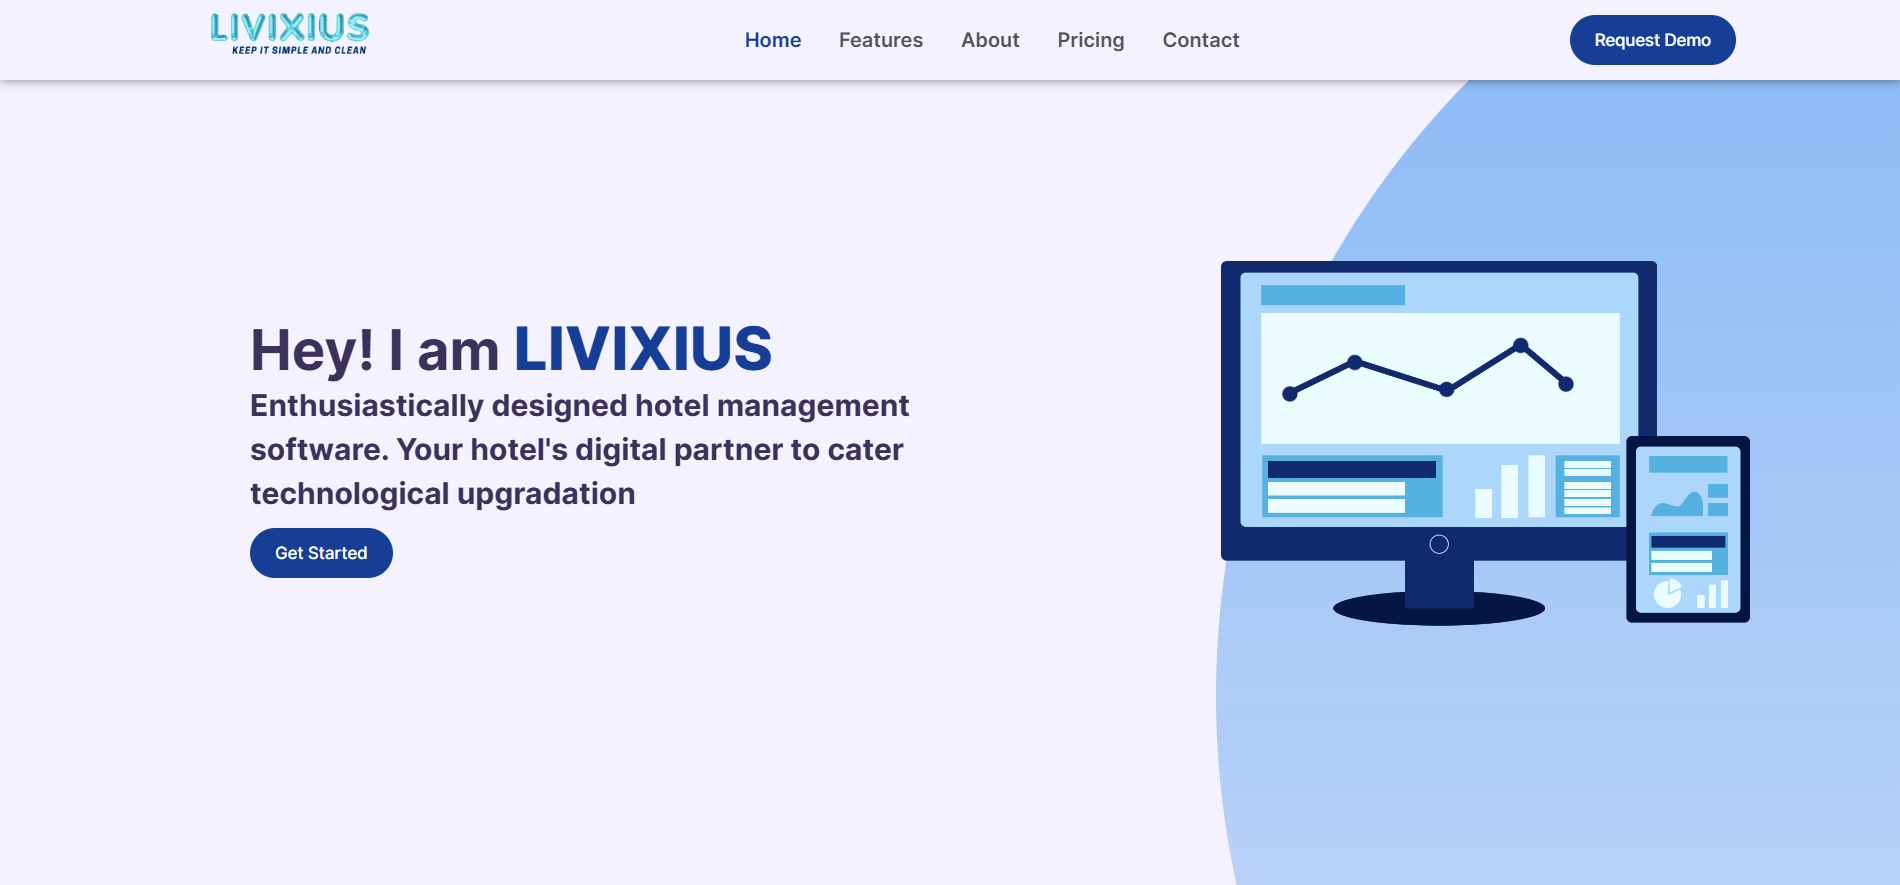 LIVIXIUS
KEEP IT SIMPLE AND CLEAN
Home Features About Pricing Contact
Request Demo
Hey! I am LIVIXIUS
Enthusiastically designed hotel management
software. Your hotel's digital partner to cater
technological upgradation
Get Started